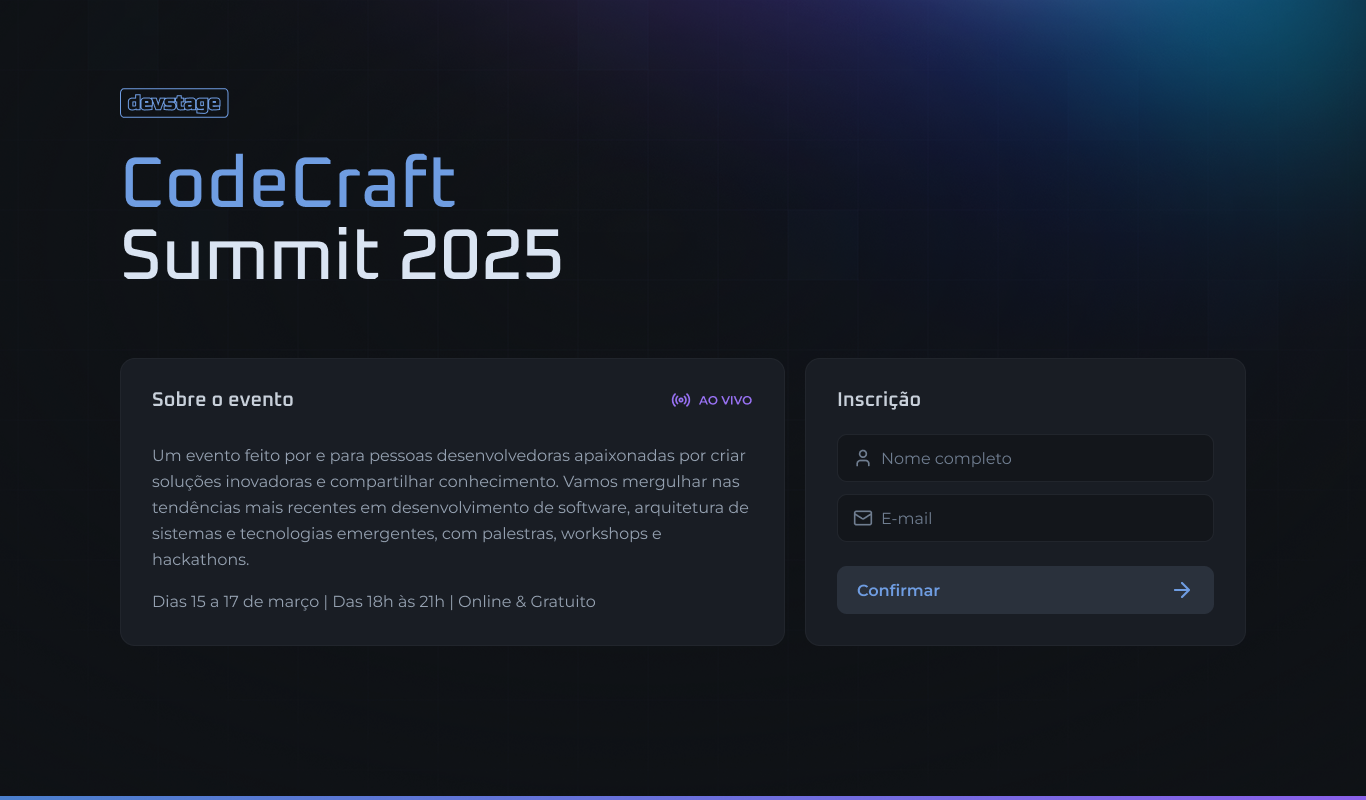 devstage
CodeCraft
Summit 2025
Sobre o evento
AO VIVO
Um evento feito por e para pessoas desenvolvedoras apaixonadas por criar
soluções inovadoras e compartilhar conhecimento. Vamos mergulhar nas
tendências mais recentes em desenvolvimento de software, arquitetura de
sistemas e tecnologias emergentes, com palestras, workshops e
hackathons.
Dias 15 a 17 de março | Das 18h às 21h | Online & Gratuito
Inscrição
Nome completo
E-mail
Confirmar